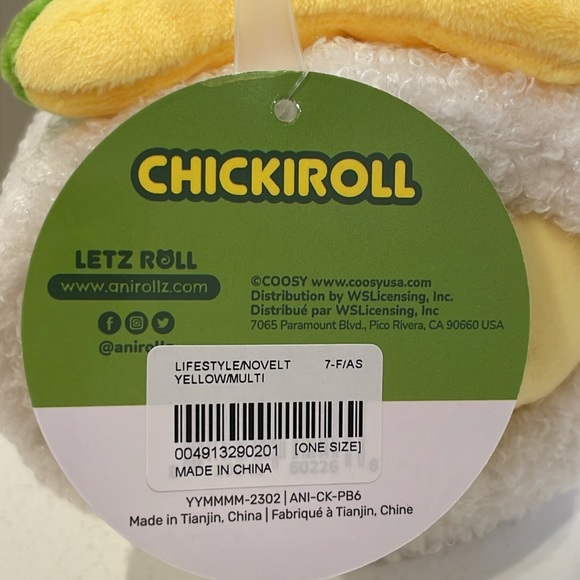 CHICKIROLL
LETZ ROLL
www.anirollz.com
©COOSY www.coosyusa.com
Distribution by WSLicensing, Inc.
Distribué par WSLicensing, Inc
7065 Paramount Blvd., Pico Rivera, CA 90660 USA
LIFESTYLE/NOVELT 7-F/AS
YELLOW/MULTI
004913290201 [ONE SIZE]
MADE IN CHINA
60226 6
YYMMMM-2302 | ANI-CK-PB6
Made in Tianjin, China | Fabriqué à Tianjin, Chine